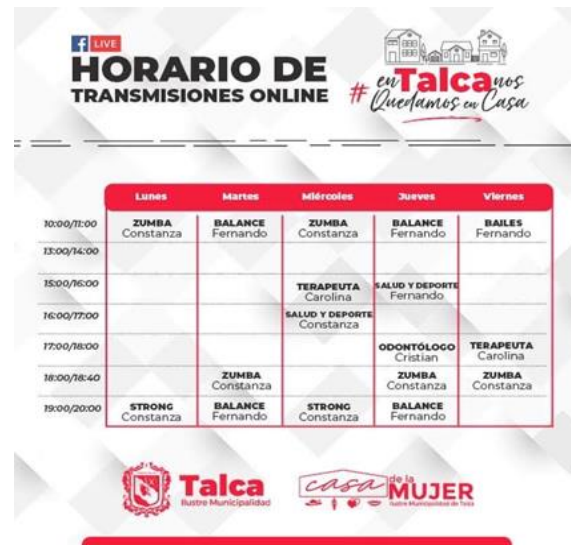 f LIVE
HORARIO DE
TRANSMISIONES ONLINE
# en Talca nos
Quedamos en Casa
Lunes Martes Miércoles Jueves Viernes
10:00/11:00 ZUMBA BALANCE ZUMBA BALANCE BAILES
Constanza Fernando Constanza Fernando Fernando
13:00/14:00
15:00/16:00 TERAPEUTA SALUD Y DEPORTE
Carolina Fernando
16:00/17:00 SALUD Y DEPORTE
Constanza
17:00/18:00 ODONTÓLOGO TERAPEUTA
Cristian Carolina
18:00/18:40 ZUMBA ZUMBA ZUMBA
Constanza Constanza Constanza
19:00/20:00 STRONG BALANCE STRONG BALANCE
Constanza Fernando Constanza Fernando
Talca
Ilustre Municipalidad
casa de la
MUJER
Ilustre Municipalidad de Talca